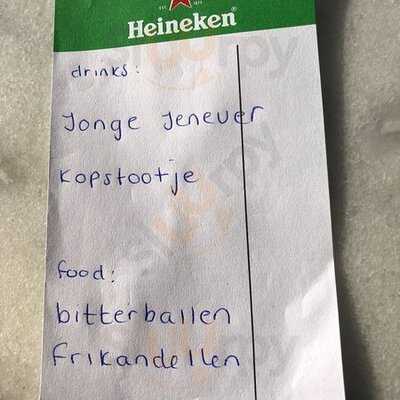 Heineken
drinks:
Jonge Jenever
Kopstootje
food:
bitterballen
frikandellen